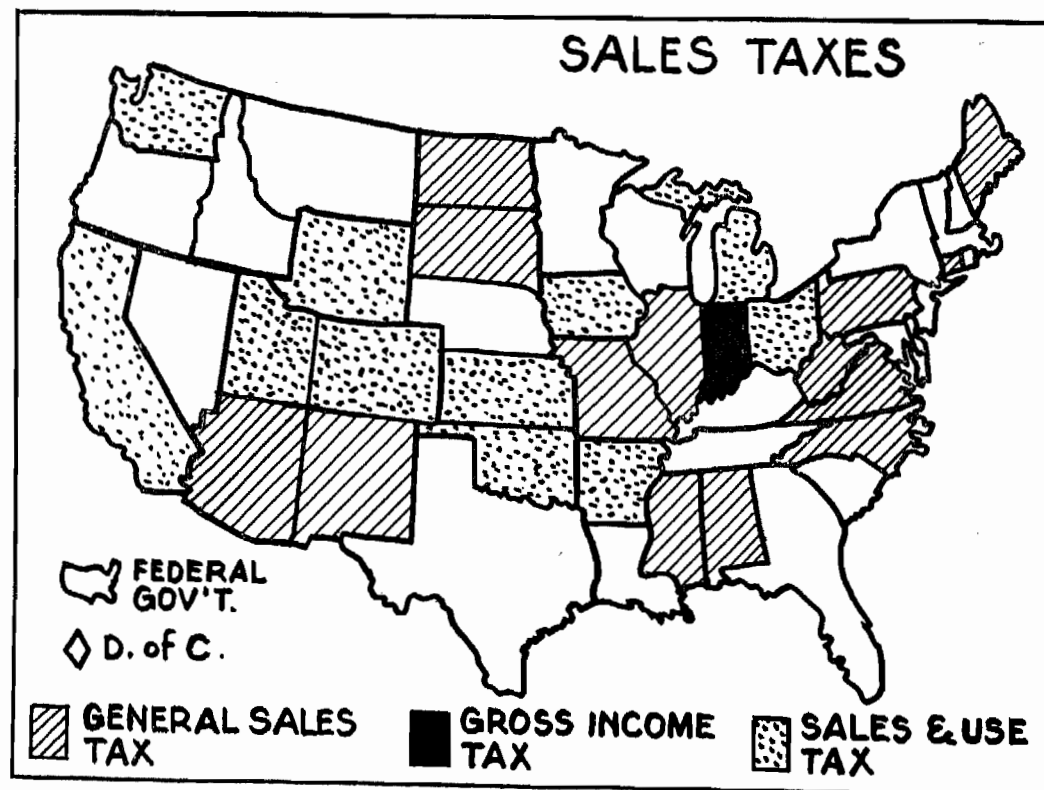 SALES TAXES
FEDERAL
GOV'T.
D. of C.
GENERAL SALES
TAX
GROSS INCOME
TAX
SALES & USE
TAX